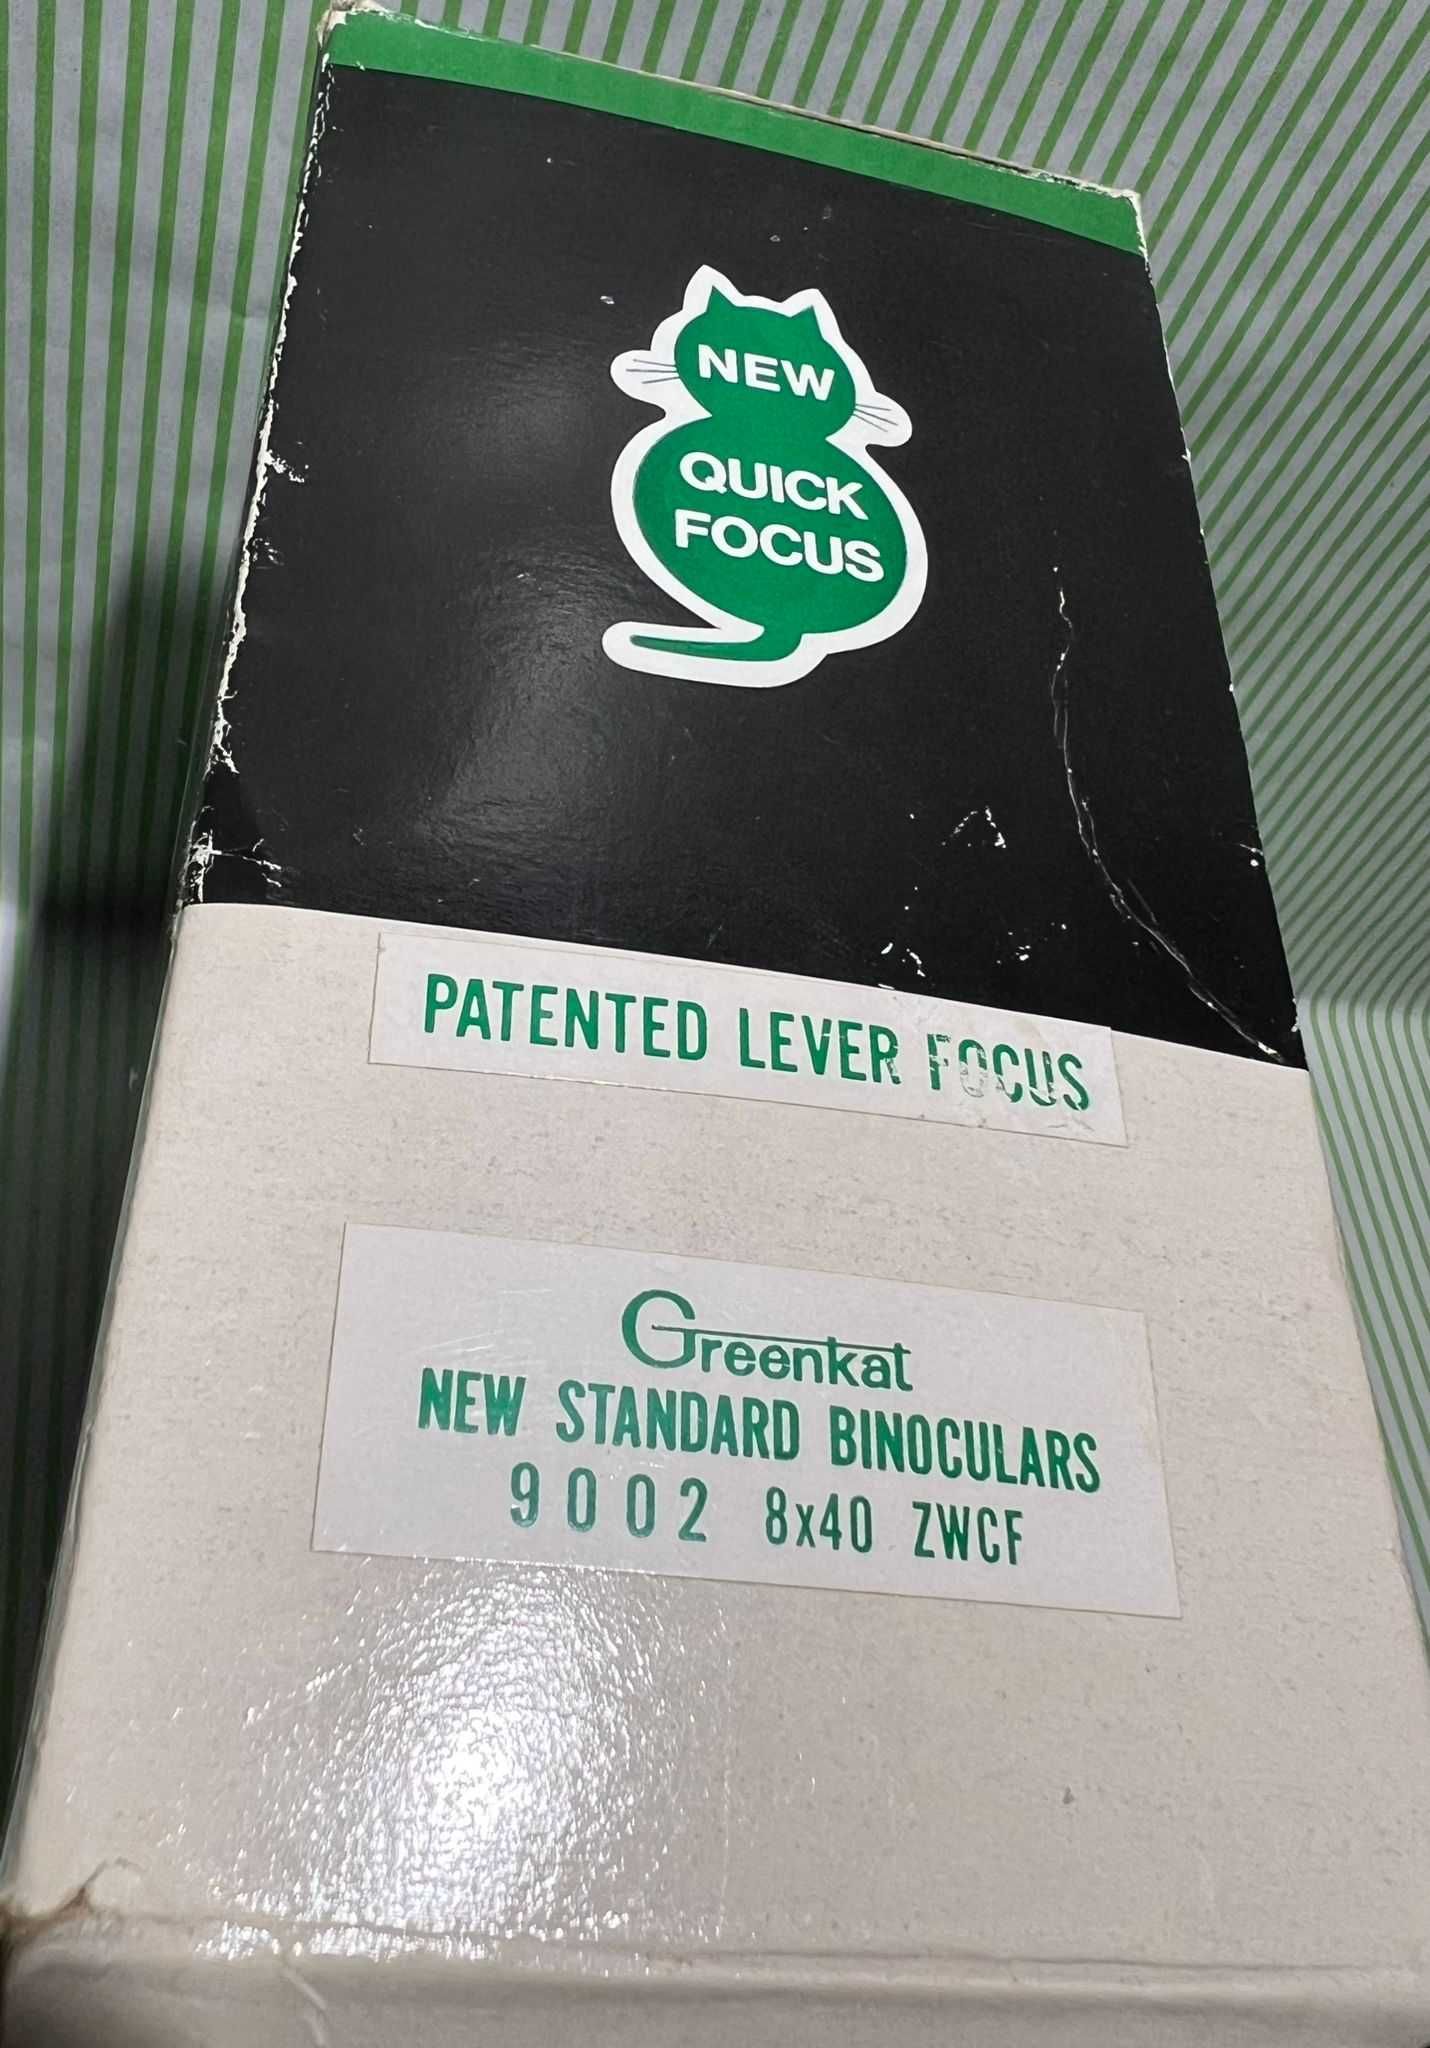 NEW
QUICK
FOCUS
PATENTED LEVER FOCUS
Greenkat
NEW STANDARD BINOCULARS
9002 8x40 ZWCF